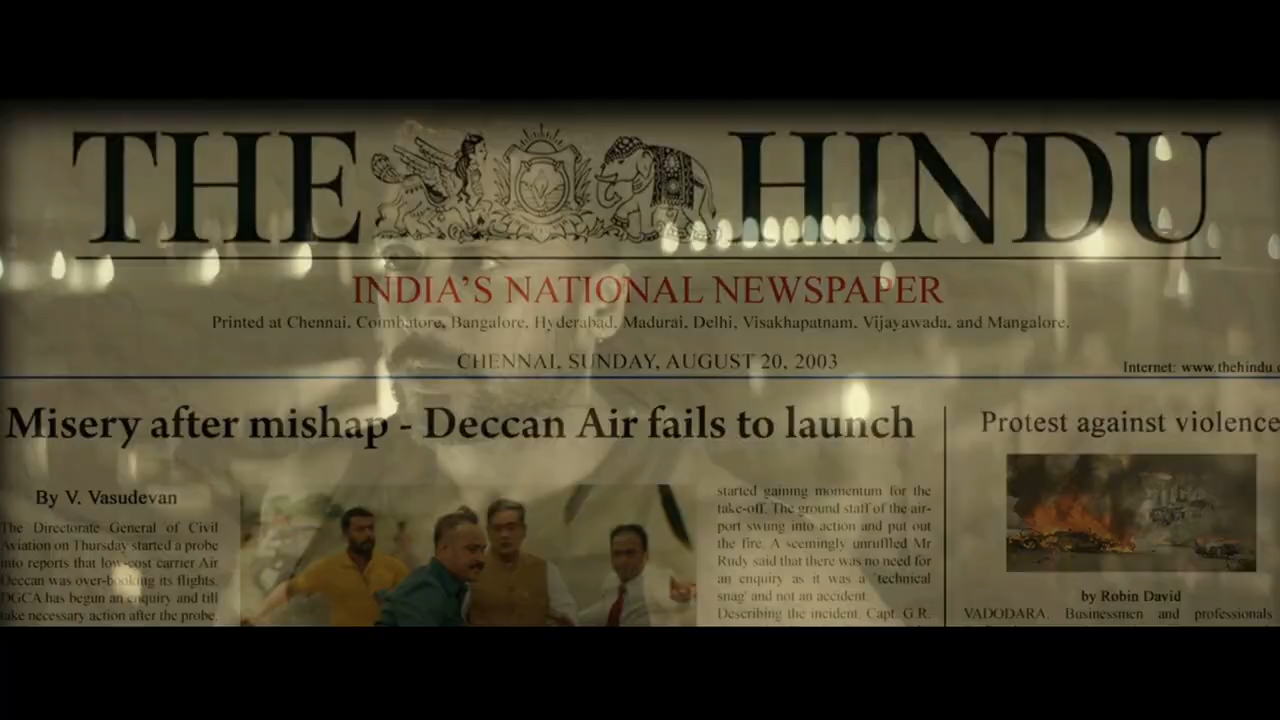 THE HINDU
INDIA'S NATIONAL NEWSPAPER
Printed at Chennai, Coimbatore, Bangalore, Hyderabad, Madurai, Delhi, Visakhapatnam, Vijayawada, and Mangalore.
CHENNAI, SUNDAY, AUGUST 20, 2003
Internet: www.thehindu.c
Misery after mishap - Deccan Air fails to launch
By V. Vasudevan
The Directorate General of Civil
Aviation on Thursday started a probe
into reports that low-cost carrier Air
Deccan was over-booking its flights.
DGCA has begun an enquiry and till
take necessary action after the probe.
started gaining momentum for the
take-off. The ground staff of the air-
port swung into action and put out
the fire. A seemingly unruffled Mr
Rudy said that there was no need for
an enquiry as it was a 'technical
snag' and not an accident.
Describing the incident, Capt. G.R.
Protest against violence
by Robin David
VADODARA. Businessmen and professionals